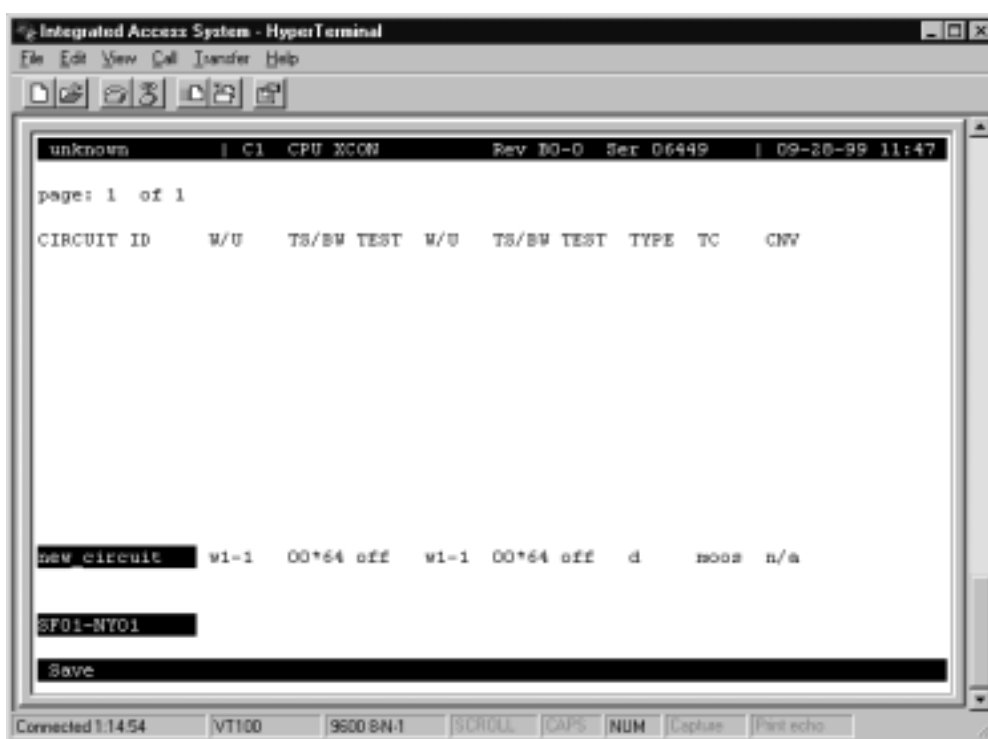 Integrated Access System - HyperTerminal
File Edit View Call Transfer Help
unknown | C1 CPU XCON Rev B0-0 Ser 06449 | 09-28-99 11:47
page: 1 of 1
CIRCUIT ID W/U TS/BW TEST W/U TS/BW TEST TYPE TC CNV
new_circuit w1-1 00*64 off w1-1 00*64 off d moos n/a
SF01-NY01
Save
Connected 1:14:54 VT100 9600 8-N-1 SCROLL CAPS NUM Capture Print echo